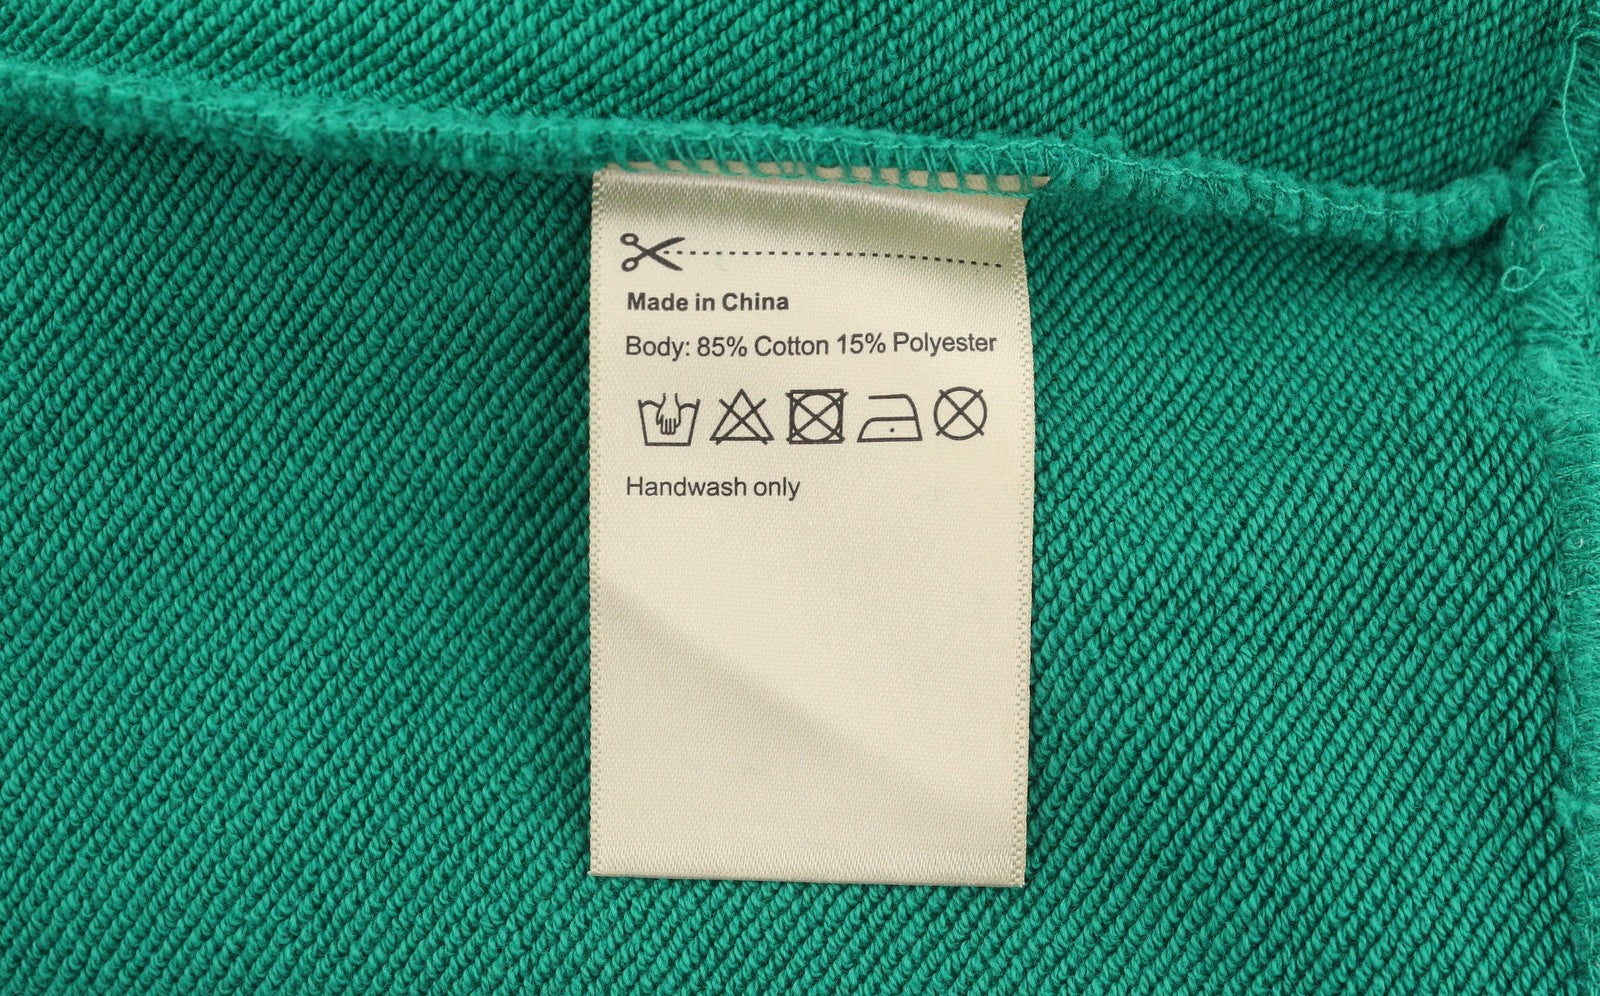 Made in China
Body: 85% Cotton 15% Polyester
Handwash only